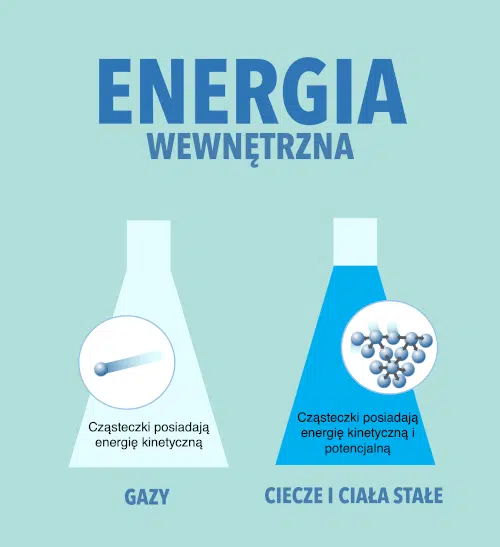 ENERGIA
WEWNĘTRZNA
Cząsteczki posiadają
energię kinetyczną
Cząsteczki posiadają
energię kinetyczną i
potencjalną
GAZY
CIECZE I CIAŁA STAŁE